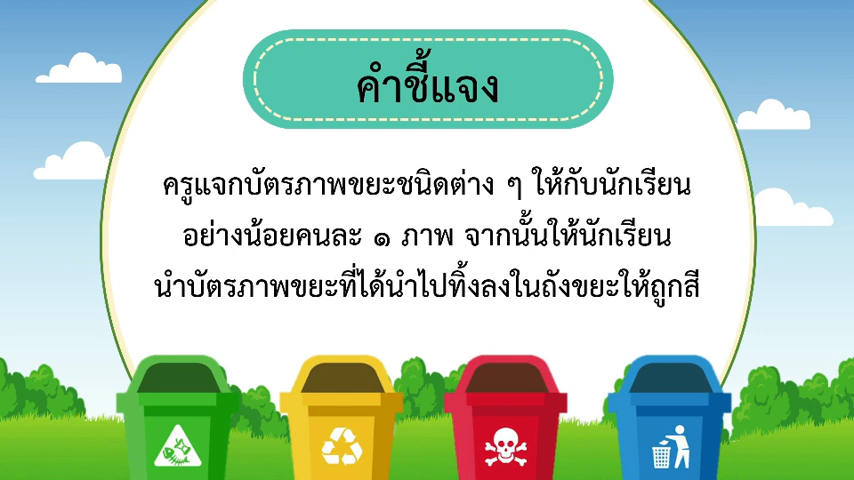 คำชี้แจง
ครูแจกบัตรภาพขยะชนิดต่าง ๆ ให้กับนักเรียน
อย่างน้อยคนละ ๑ ภาพ จากนั้นให้นักเรียน
นำบัตรภาพขยะที่ได้นำไปทิ้งลงในถังขยะให้ถูกสี